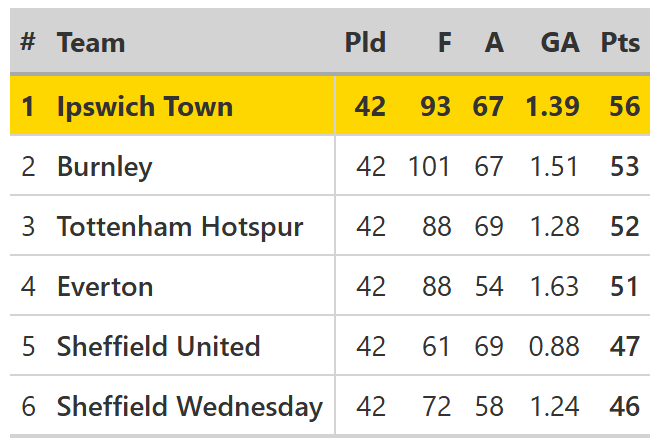 # Team Pld F A GA Pts
1 Ipswich Town 42 93 67 1.39 56
2 Burnley 42 101 67 1.51 53
3 Tottenham Hotspur 42 88 69 1.28 52
4 Everton 42 88 54 1.63 51
5 Sheffield United 42 61 69 0.88 47
6 Sheffield Wednesday 42 72 58 1.24 46